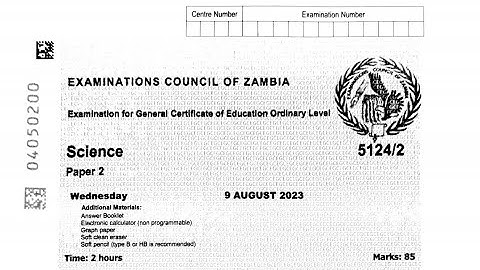 Centre Number Examination Number
EXAMINATIONS COUNCIL OF ZAMBIA
Examination for General Certificate of Education Ordinary Level
04050200
Science 5124/2
Paper 2
Wednesday 9 AUGUST 2023
Additional Materials:
Answer Booklet
Electronic calculator (non programmable)
Graph paper
Soft clean eraser
Soft pencil (type B or HB is recommended)
Time: 2 hours Marks: 85